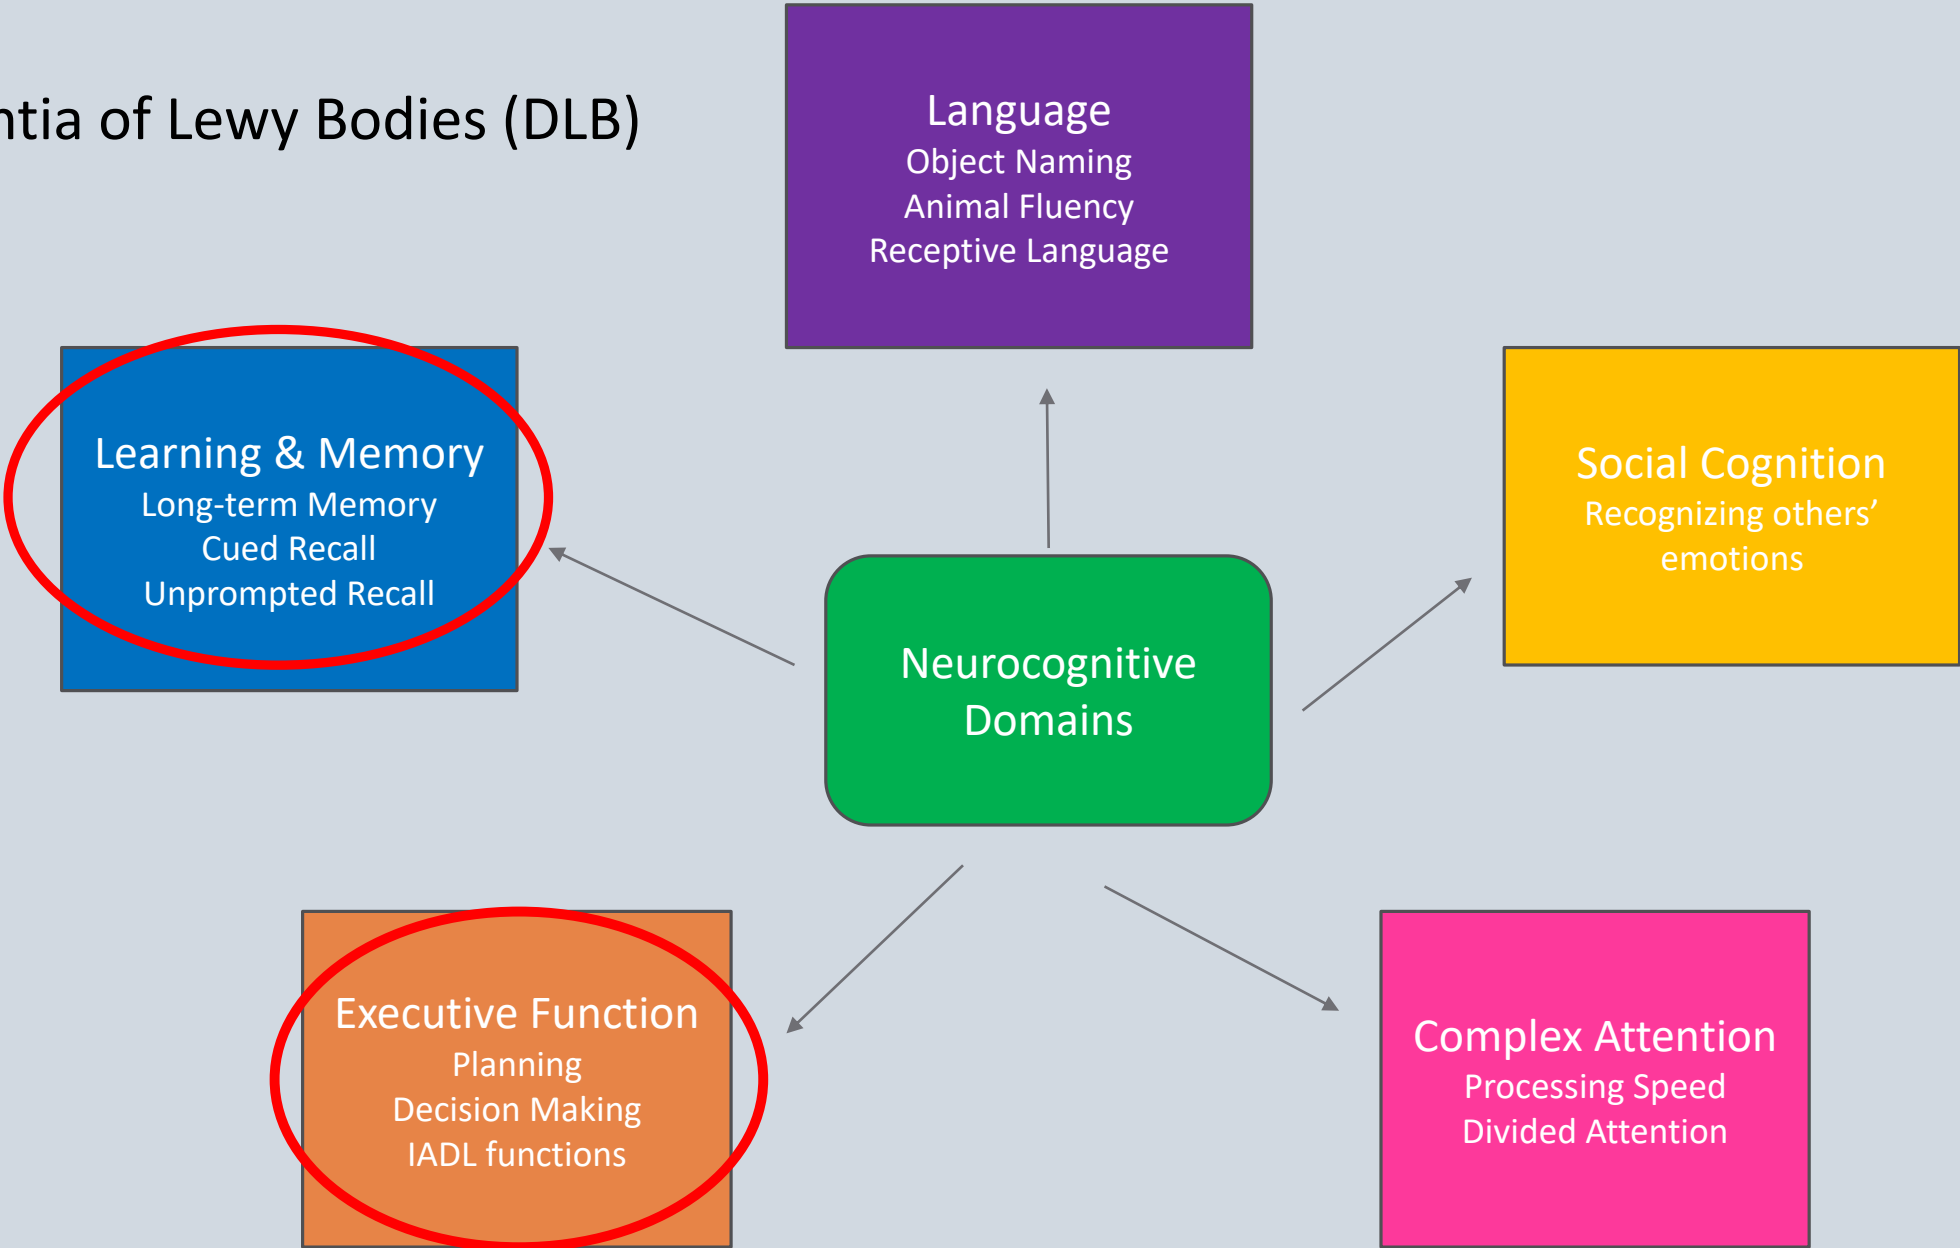 ntia of Lewy Bodies (DLB)
Language
Object Naming
Animal Fluency
Receptive Language
Learning & Memory
Long-term Memory
Cued Recall
Unprompted Recall
Social Cognition
Recognizing others’
emotions
Neurocognitive
Domains
Executive Function
Planning
Decision Making
IADL functions
Complex Attention
Processing Speed
Divided Attention